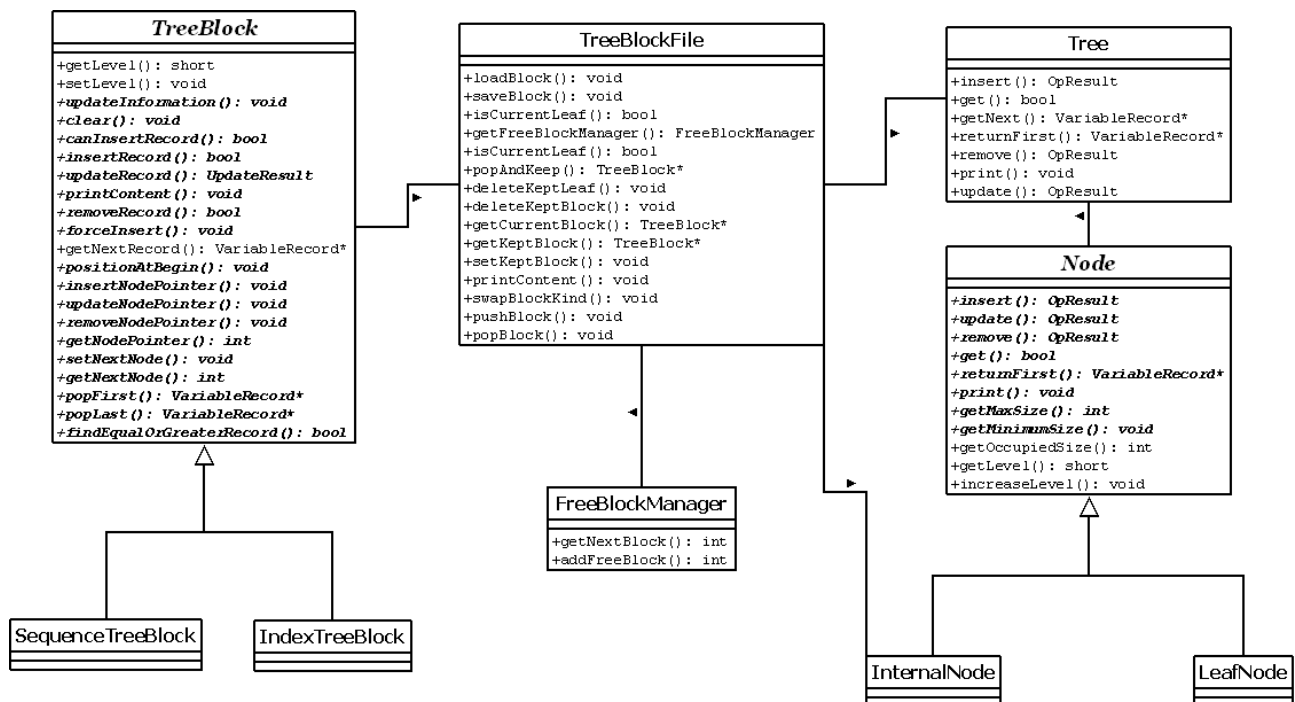 TreeBlock
+getLevel(): short
+setLevel(): void
+updateInformation(): void
+clear(): void
+canInsertRecord(): bool
+insertRecord(): bool
+updateRecord(): UpdateResult
+printContent(): void
+removeRecord(): bool
+forceInsert(): void
+getNextRecord(): VariableRecord*
+positionAtBegin(): void
+insertNodePointer(): void
+updateNodePointer(): void
+removeNodePointer(): void
+getNodePointer(): int
+setNextNode(): void
+getNextNode(): int
+popFirst(): VariableRecord*
+popLast(): VariableRecord*
+findEqualOrGreaterRecord(): bool
SequenceTreeBlock
IndexTreeBlock
TreeBlockFile
+loadBlock(): void
+saveBlock(): void
+isCurrentLeaf(): bool
+getFreeBlockManager(): FreeBlockManager
+isCurrentLeaf(): bool
+popAndKeep(): TreeBlock*
+deleteKeptLeaf(): void
+deleteKeptBlock(): void
+getCurrentBlock(): TreeBlock*
+getKeptBlock(): TreeBlock*
+setKeptBlock(): void
+printContent(): void
+swapBlockKind(): void
+pushBlock(): void
+popBlock(): void
FreeBlockManager
+getNextBlock(): int
+addFreeBlock(): int
Tree
+insert(): OpResult
+get(): bool
+getNext(): VariableRecord*
+returnFirst(): VariableRecord*
+remove(): OpResult
+print(): void
+update(): OpResult
Node
+insert(): OpResult
+update(): OpResult
+remove(): OpResult
+get(): bool
+returnFirst(): VariableRecord*
+print(): void
+getMaxSize(): int
+getMinimumSize(): void
+getOccupiedSize(): int
+getLevel(): short
+increaseLevel(): void
InternalNode
LeafNode